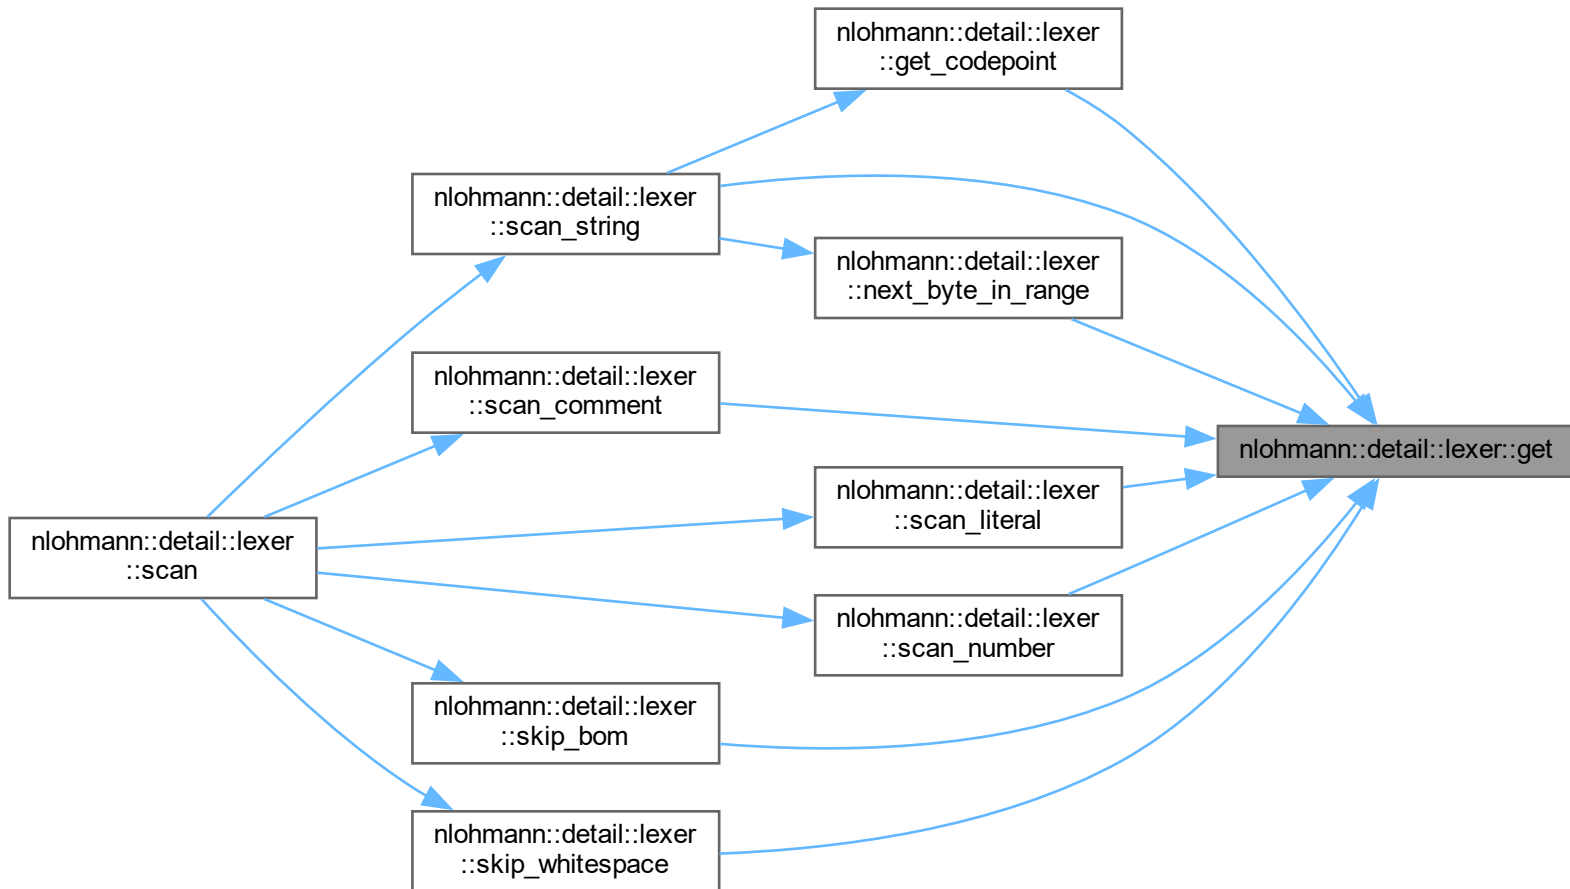 nlohmann::detail::lexer
::get_codepoint
nlohmann::detail::lexer
::scan_string
nlohmann::detail::lexer
::next_byte_in_range
nlohmann::detail::lexer
::scan_comment
nlohmann::detail::lexer::get
nlohmann::detail::lexer
::scan_literal
nlohmann::detail::lexer
::scan
nlohmann::detail::lexer
::scan_number
nlohmann::detail::lexer
::skip_bom
nlohmann::detail::lexer
::skip_whitespace